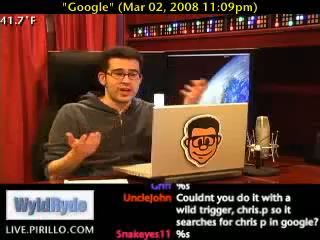 "Google" (Mar 02, 2008 11:09pm)
41.7°F
%s
UncleJohn Couldnt you do it with a
wild trigger, chris.p so it
searches for chris p in google?
Snakeyes11 %s
WyldRyde
LIVE.PIRILLO.COM